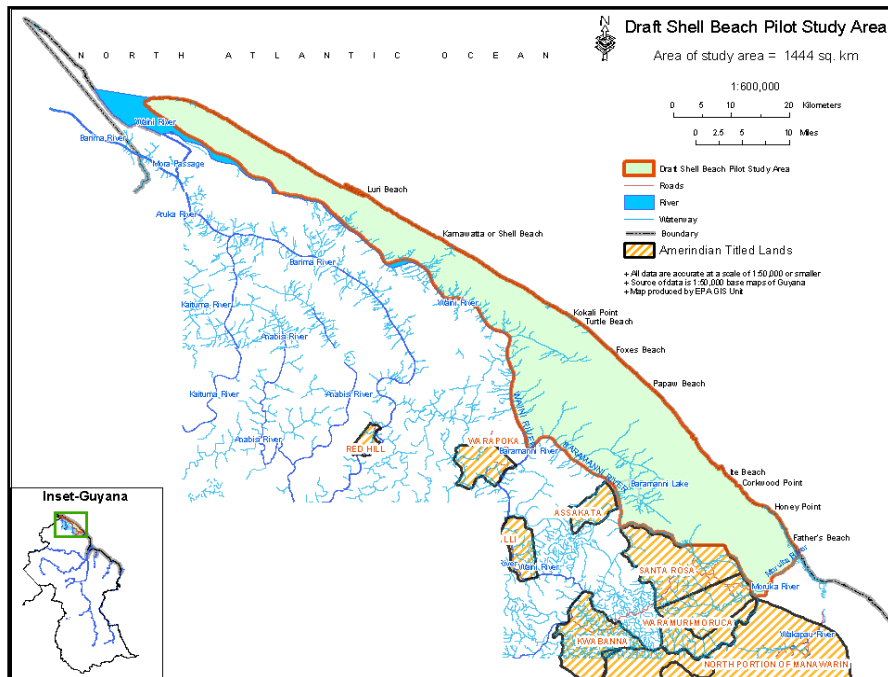 Draft Shell Beach Pilot Study Area
Area of study area = 1444 sq. km
N
NORTH ATLANTIC OCEAN
1:600,000
0 5 10 20 Kilometers
0 2.5 5 10 Miles
Draft Shell Beach Pilot Study Area
Roads
River
Waterway
Boundary
Amerindian Titled Lands
+ All data are accurate at a scale of 1:50,000 or smaller
+ Source of data is 1:50,000 base maps of Guyana
+ Map produced by EPA GIS Unit
Waini River
Barima River
Mora Passage
Luri Beach
Aruka River
Kamawatta or Shell Beach
Barima River
Kaituma River
Waini River
Kokali Point
Turtle Beach
Anabis River
Foxes Beach
Papaw Beach
Kaituma River
Anabis River
WAINI RIVER
Anabis River
RED HILL
WARAPOKA
Baramanni River
BARAMANNI RIVER
Ite Beach
Corkwood Point
Baramanni Lake
Honey Point
ASSAKATA
Father's Beach
LLI
Moruka River
River
Waini River
SANTA ROSA
Moruka River
WARAMURI-MORUCA
KWABANNA
Wakapau River
NORTH PORTION OF MANAWARIN
Inset-Guyana